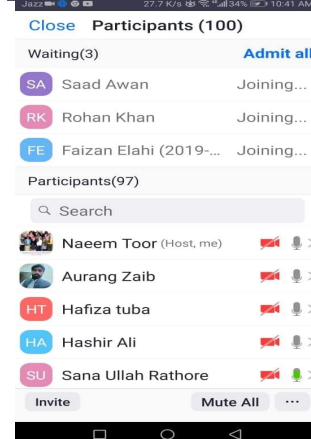 Jazz 27.7 K/s 34% 10:41 AM
Close Participants (100)
Waiting(3) Admit all
SA Saad Awan Joining...
RK Rohan Khan Joining...
FE Faizan Elahi (2019-... Joining...
Participants(97)
Search
Naeem Toor (Host, me)
Aurang Zaib
HT Hafiza tuba
HA Hashir Ali
SU Sana Ullah Rathore
Invite Mute All ...